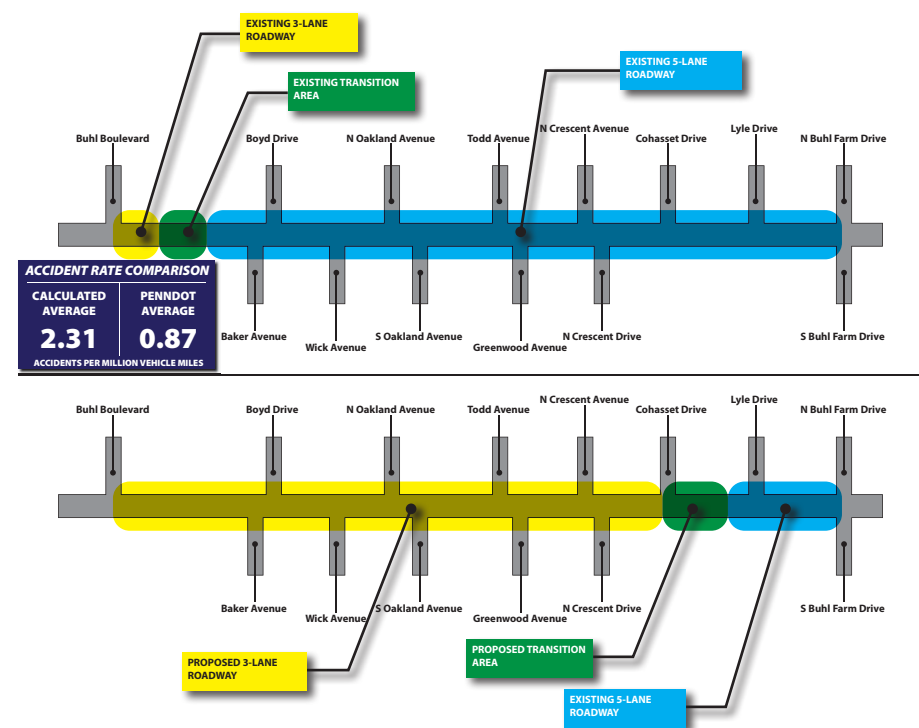 EXISTING 3-LANE
ROADWAY
EXISTING TRANSITION
AREA
EXISTING 5-LANE
ROADWAY
Buhl Boulevard
Boyd Drive
N Oakland Avenue
Todd Avenue
N Crescent Avenue
Cohasset Drive
Lyle Drive
N Buhl Farm Drive
ACCIDENT RATE COMPARISON
CALCULATED
AVERAGE
2.31
PENNDOT
AVERAGE
0.87
ACCIDENTS PER MILLION VEHICLE MILES
Baker Avenue
Wick Avenue
S Oakland Avenue
Greenwood Avenue
N Crescent Drive
S Buhl Farm Drive
Buhl Boulevard
Boyd Drive
N Oakland Avenue
Todd Avenue
N Crescent Avenue
Cohasset Drive
Lyle Drive
N Buhl Farm Drive
Baker Avenue
Wick Avenue
S Oakland Avenue
Greenwood Avenue
N Crescent Drive
S Buhl Farm Drive
PROPOSED 3-LANE
ROADWAY
PROPOSED TRANSITION
AREA
EXISTING 5-LANE
ROADWAY